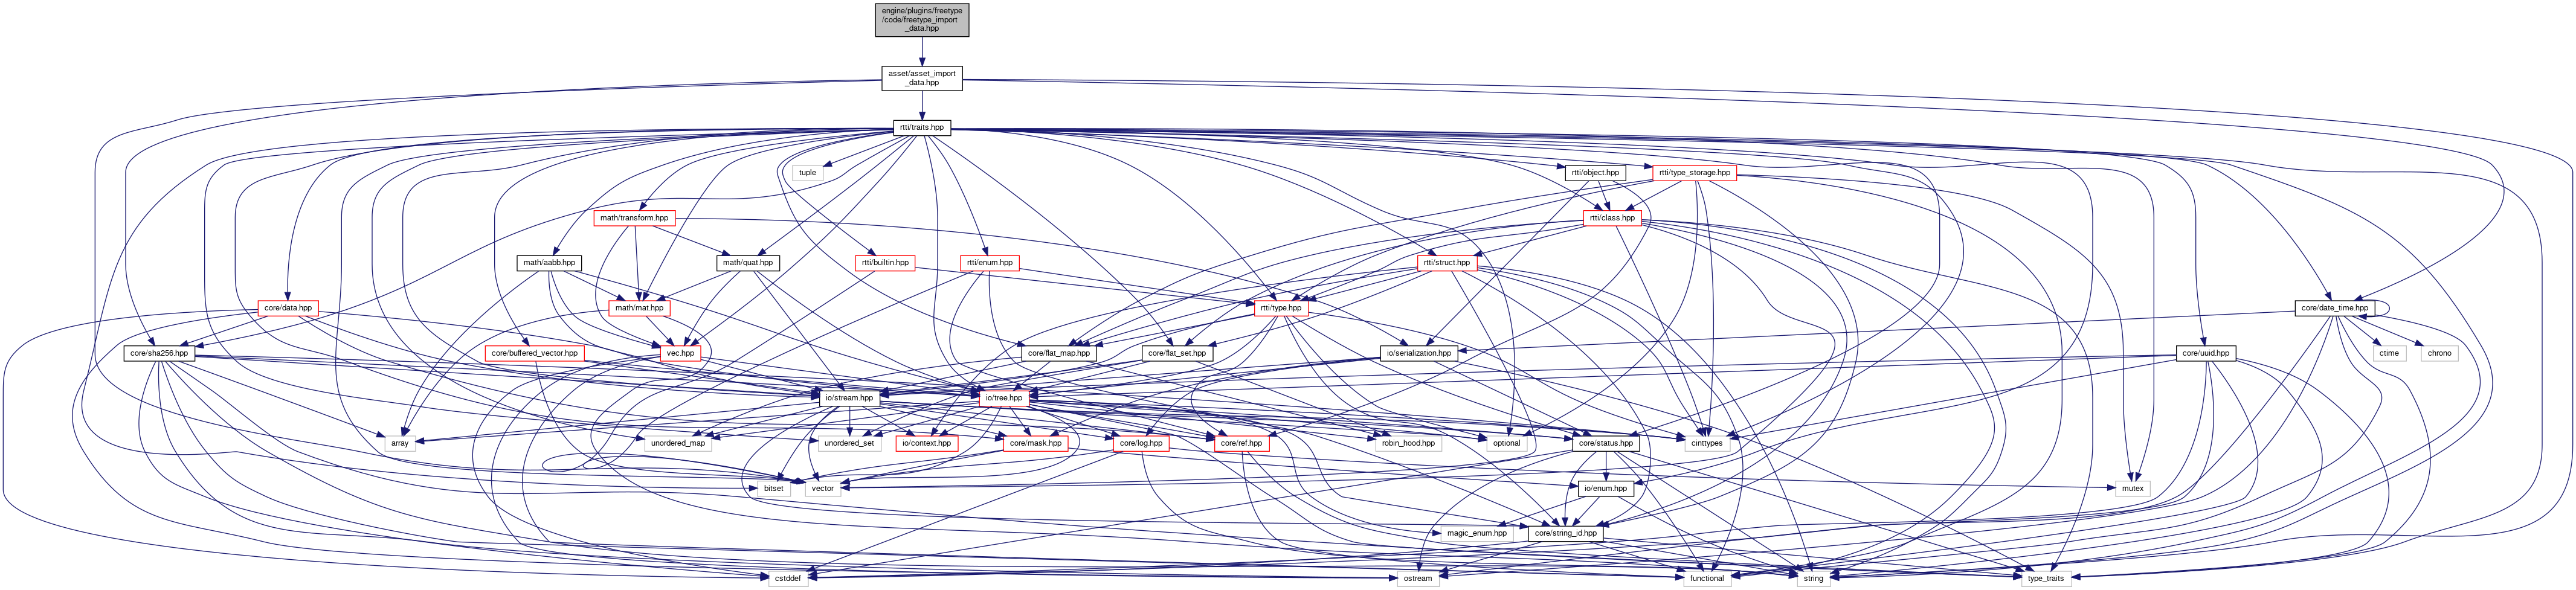 engine/plugins/freetype
/code/freetype_import
_data.hpp
asset/asset_import
_data.hpp
rtti/traits.hpp
tuple
rtti/object.hpp
rtti/type_storage.hpp
math/transform.hpp
rtti/class.hpp
math/aabb.hpp
math/quat.hpp
rtti/builtin.hpp
rtti/enum.hpp
rtti/struct.hpp
core/data.hpp
math/mat.hpp
rtti/type.hpp
core/date_time.hpp
core/sha256.hpp
core/buffered_vector.hpp
vec.hpp
core/flat_map.hpp
core/flat_set.hpp
io/serialization.hpp
core/uuid.hpp
ctime
chrono
io/stream.hpp
io/tree.hpp
array
unordered_map
unordered_set
io/context.hpp
core/mask.hpp
core/log.hpp
core/ref.hpp
robin_hood.hpp
optional
core/status.hpp
cinttypes
bitset
vector
io/enum.hpp
mutex
magic_enum.hpp
core/string_id.hpp
cstddef
ostream
functional
string
type_traits